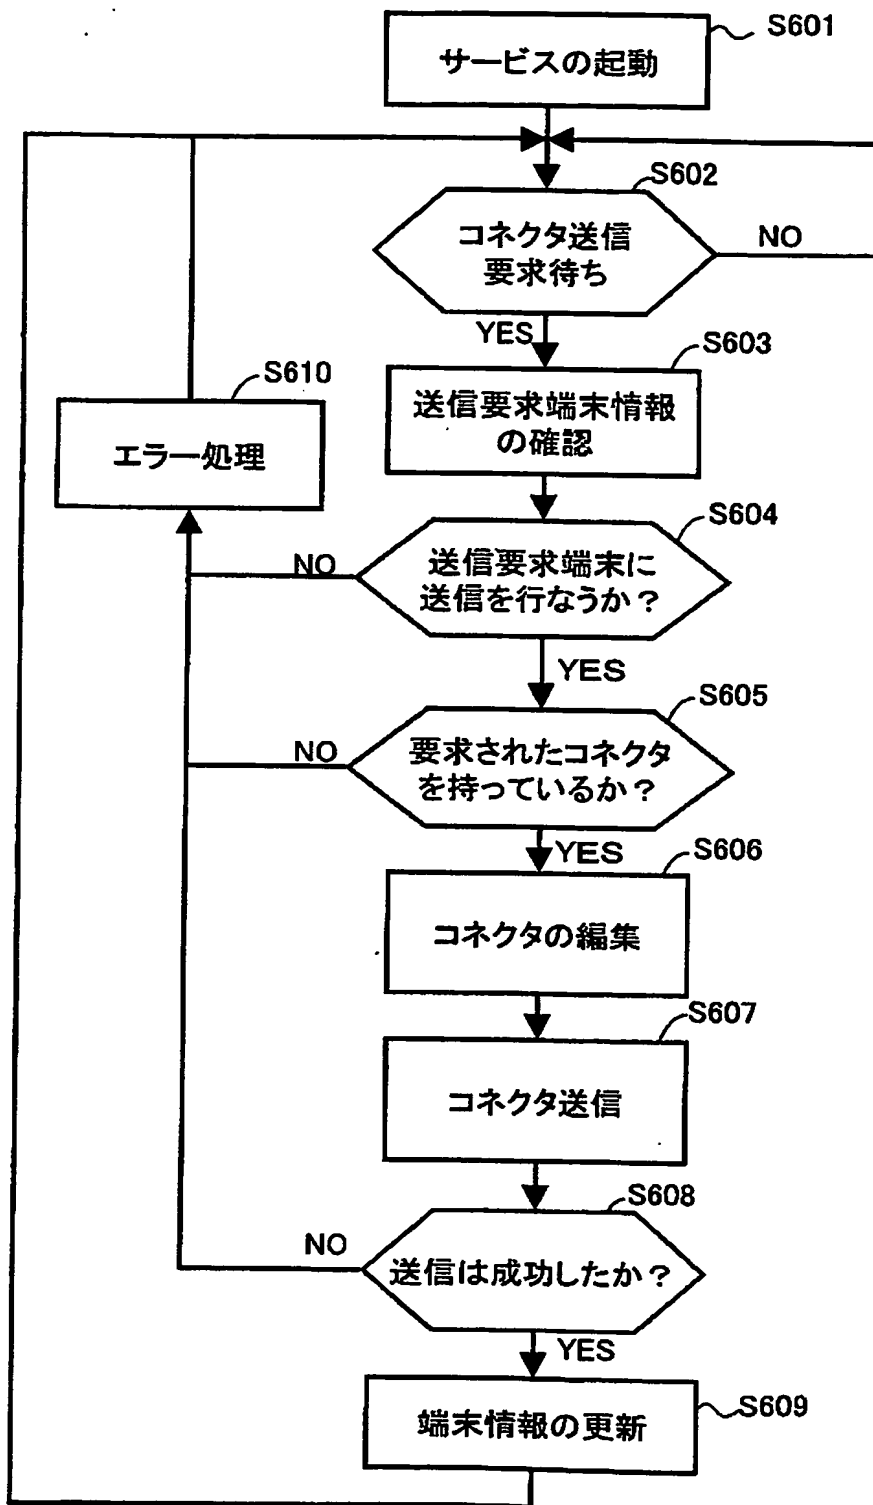 S601
サービスの起動
S602
コネクタ送信
要求待ち
NO
YES
S603
送信要求端末情報
の確認
S610
エラー処理
S604
送信要求端末に
送信を行なうか？
NO
YES
S605
要求されたコネクタ
を持っているか？
NO
YES
S606
コネクタの編集
S607
コネクタ送信
S608
送信は成功したか？
NO
YES
S609
端末情報の更新